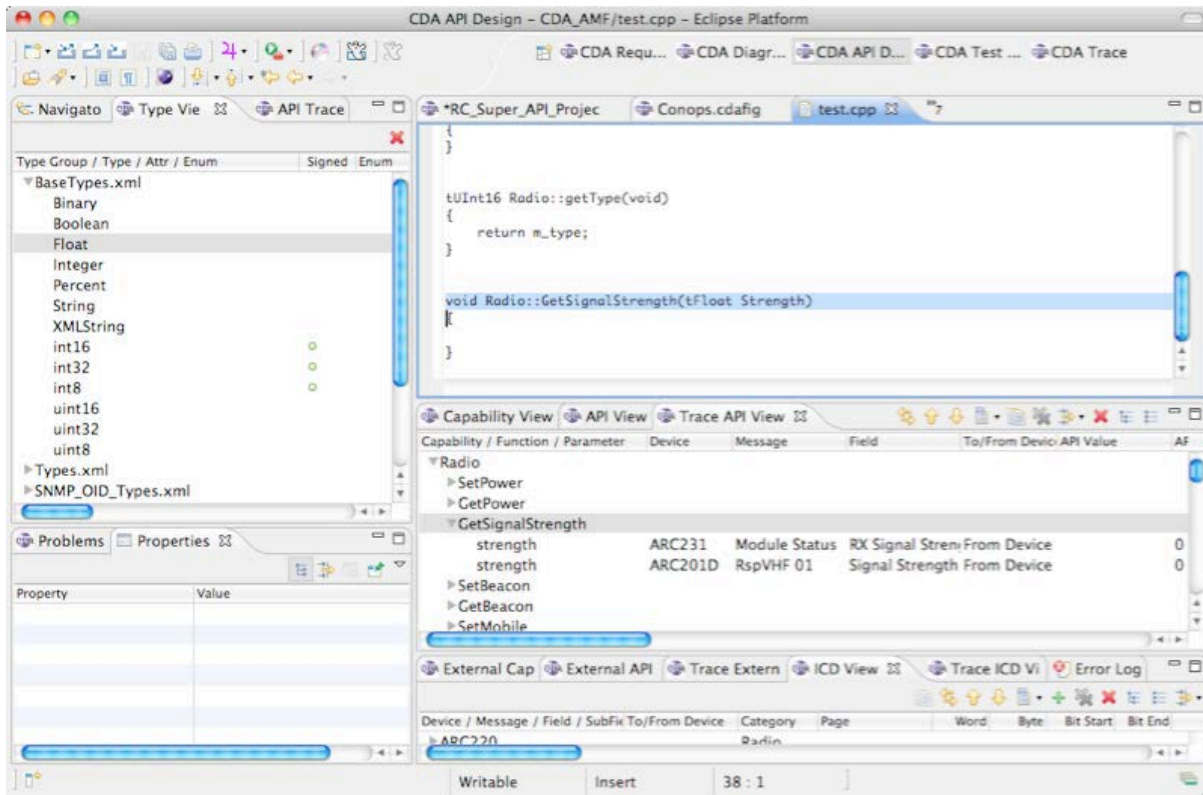 CDA API Design – CDA_AMF/test.cpp – Eclipse Platform
CDA Requ... CDA Diagr... CDA API D... CDA Test ... CDA Trace
Navigato Type Vie API Trace
Type Group / Type / Attr / Enum Signed Enum
BaseTypes.xml
Binary
Boolean
Float
Integer
Percent
String
XMLString
int16
int32
int8
uint16
uint32
uint8
Types.xml
SNMP_OID_Types.xml
Problems Properties
Property Value
*RC_Super_API_Projec Conops.cdafig test.cpp 7
{
}
tUInt16 Radio::getType(void)
{
return m_type;
}
void Radio::GetSignalStrength(tFloat Strength)
{
}
Capability View API View Trace API View
Capability / Function / Parameter Device Message Field To/From Devic API Value AF
Radio
SetPower
GetPower
GetSignalStrength
strength ARC231 Module Status RX Signal Stren From Device 0
strength ARC201D RspVHF 01 Signal Strength From Device 0
SetBeacon
GetBeacon
SetMobile
External Cap External API Trace Extern ICD View Trace ICD Vi Error Log
Device / Message / Field / SubFie To/From Device Category Page Word Byte Bit Start Bit End
ARC220 Radio
Writable Insert 38 : 1